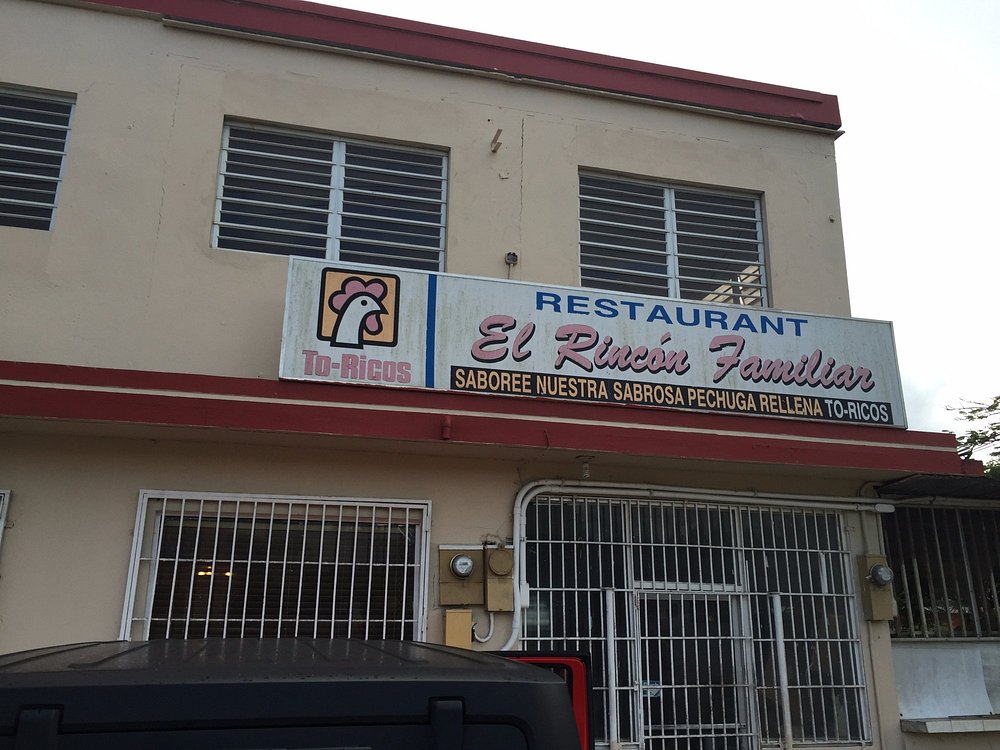 To-Ricos
RESTAURANT
El Rincón Familiar
SABOREE NUESTRA SABROSA PECHUGA RELLENA TO-RICOS